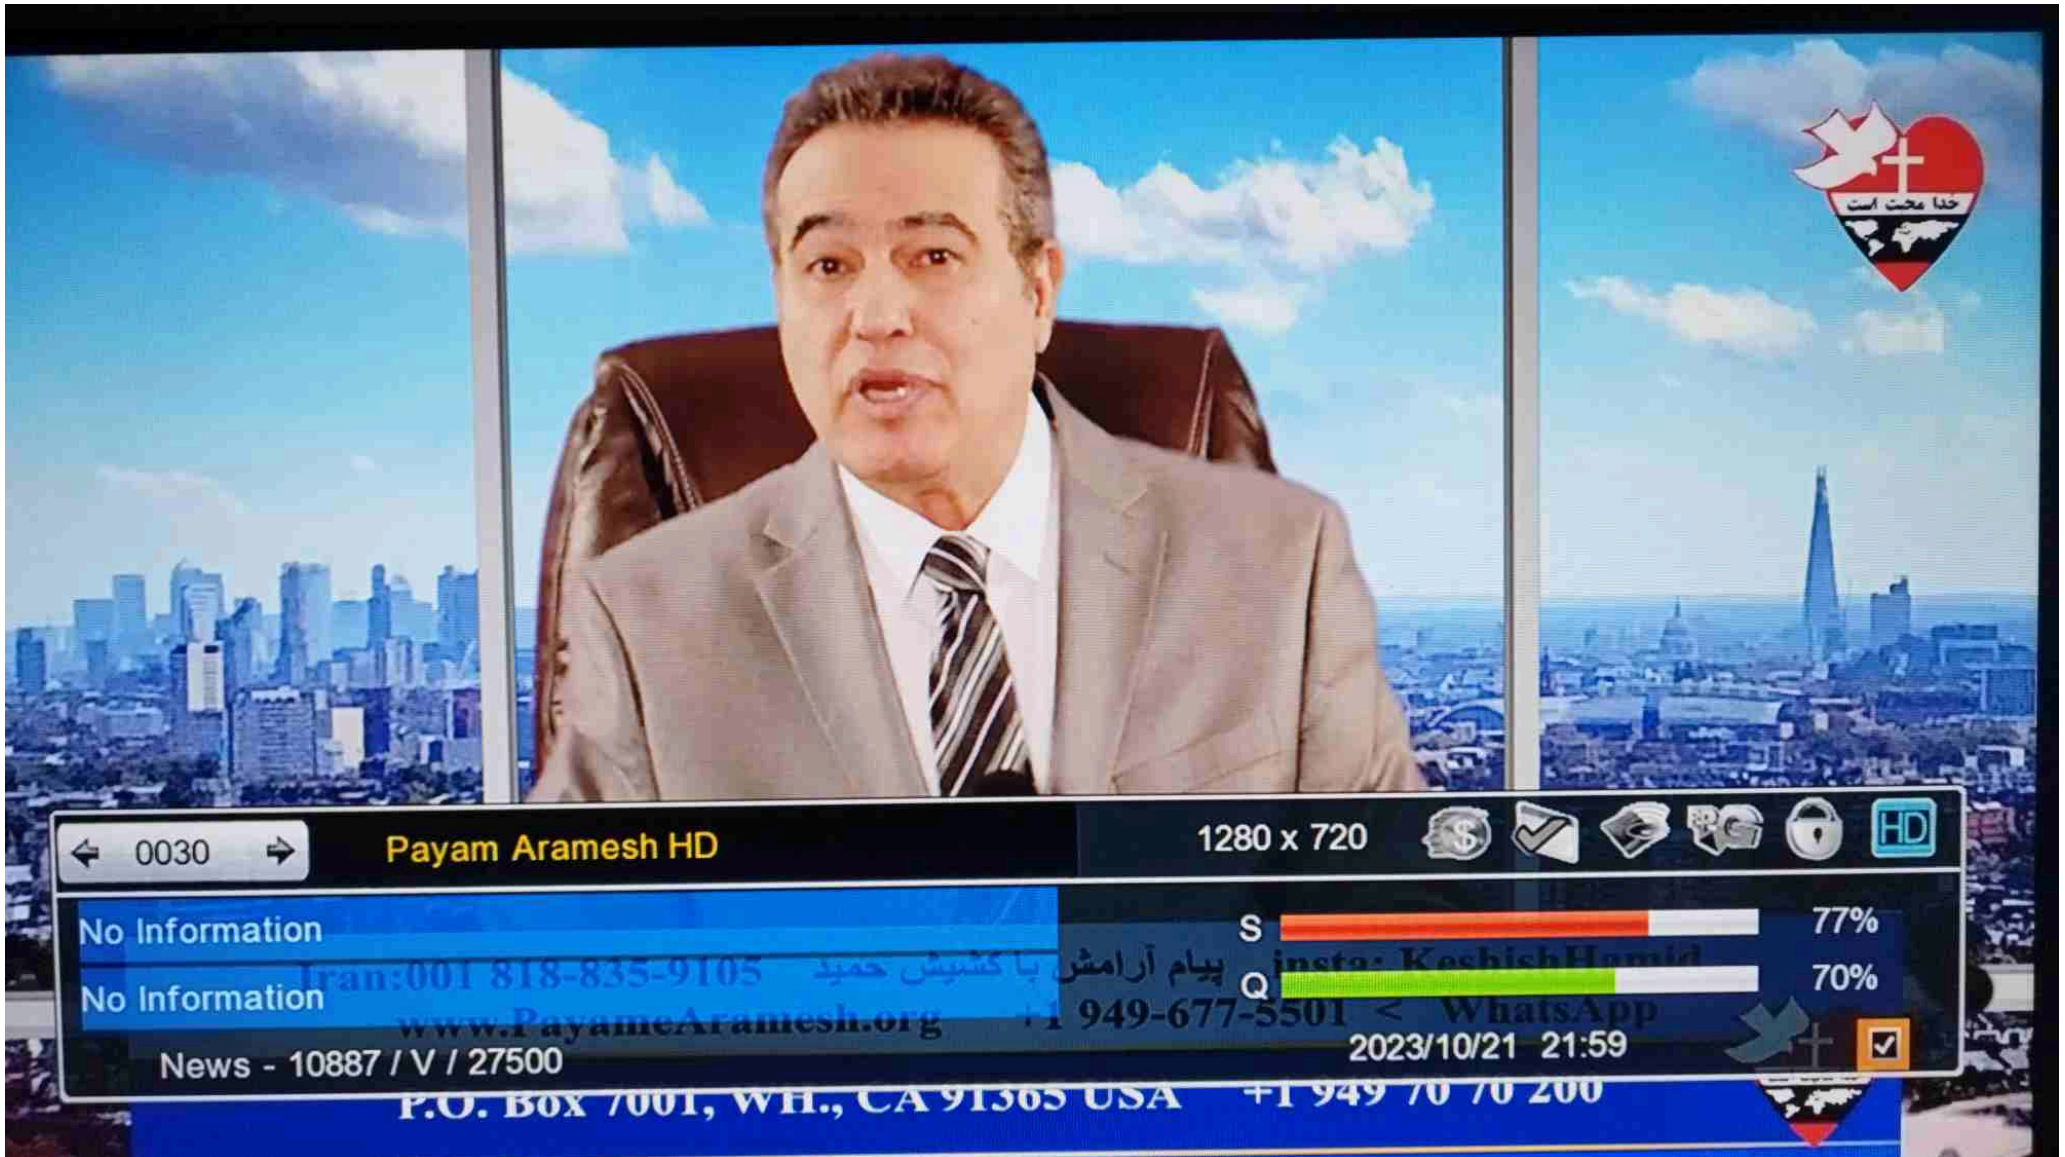 خدا محبت است
0030
Payam Aramesh HD
1280 x 720
HD
No Information
S
77%
Iran:001 818-835-9105 پیام آرامش با کشیش حمید insta: KeshishHamid
No Information
Q
70%
www.PayameAramesh.org +1 949-677-5501 < WhatsApp
News - 10887 / V / 27500
2023/10/21 21:59
P.O. Box 7001, WH., CA 91365 USA +1 949 70 70 200